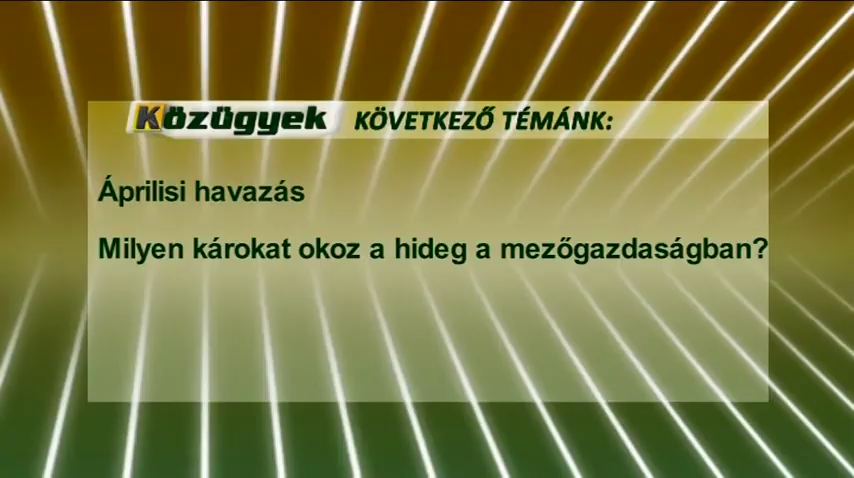 Közügyek KÖVETKEZŐ TÉMÁNK:
Áprilisi havazás
Milyen károkat okoz a hideg a mezőgazdaságban?